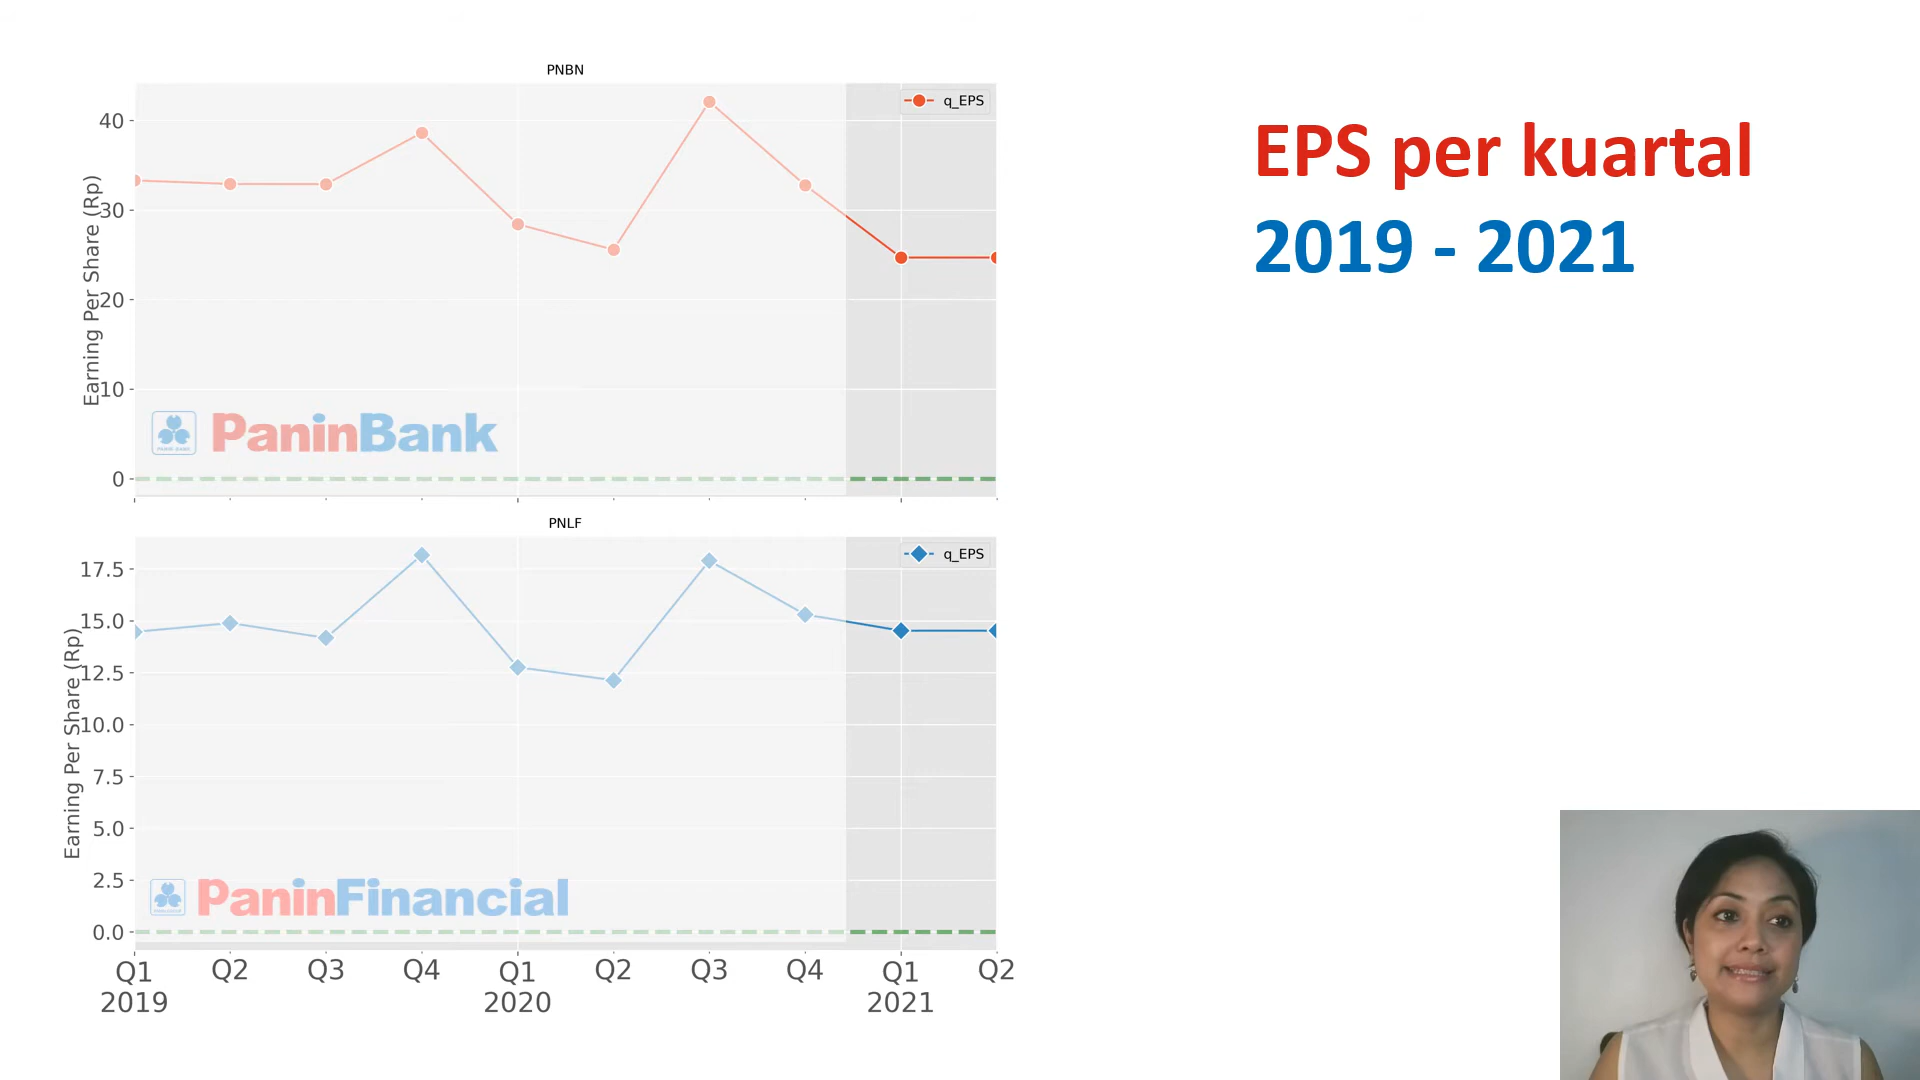 PNBN
q_EPS
40
30
20
10
0
Earning Per Share (Rp)
PaninBank
EPS per kuartal
2019 - 2021
PNLF
q_EPS
17.5
15.0
12.5
10.0
7.5
5.0
2.5
0.0
Earning Per Share (Rp)
PaninFinancial
Q1 Q2 Q3 Q4 Q1 Q2 Q3 Q4 Q1 Q2
2019 2020 2021